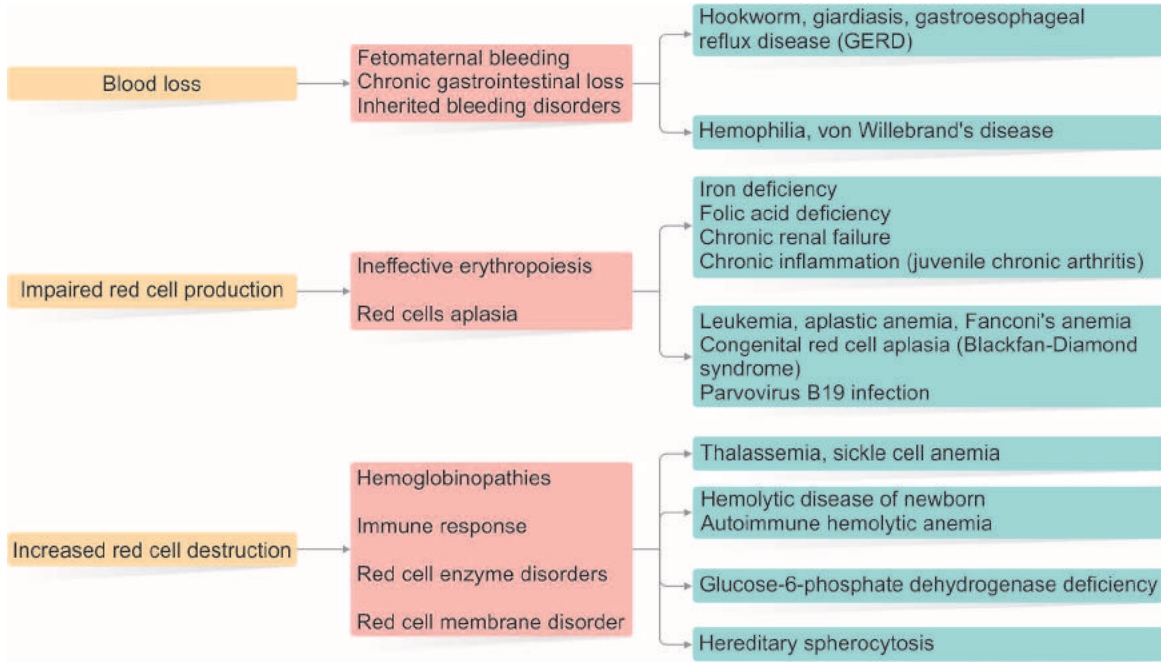 Blood loss
Fetomaternal bleeding
Chronic gastrointestinal loss
Inherited bleeding disorders
Hookworm, giardiasis, gastroesophageal
reflux disease (GERD)
Hemophilia, von Willebrand's disease
Impaired red cell production
Ineffective erythropoiesis
Red cells aplasia
Iron deficiency
Folic acid deficiency
Chronic renal failure
Chronic inflammation (juvenile chronic arthritis)
Leukemia, aplastic anemia, Fanconi's anemia
Congenital red cell aplasia (Blackfan-Diamond
syndrome)
Parvovirus B19 infection
Increased red cell destruction
Hemoglobinopathies
Immune response
Red cell enzyme disorders
Red cell membrane disorder
Thalassemia, sickle cell anemia
Hemolytic disease of newborn
Autoimmune hemolytic anemia
Glucose-6-phosphate dehydrogenase deficiency
Hereditary spherocytosis